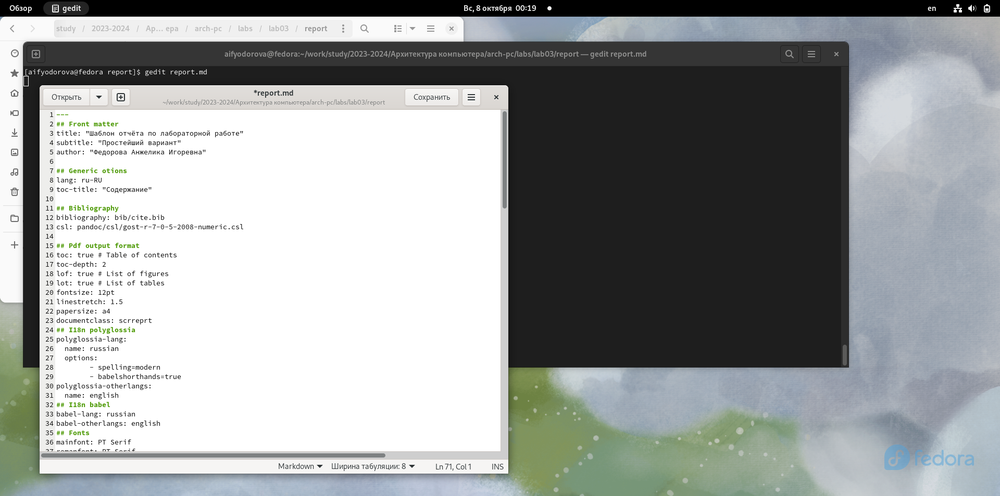 Обзор
gedit
Вс, 8 октября 00:19
en
study / 2023-2024 / Ар… ера / arch-pc / labs / lab03 / report
aifyodorova@fedora:~/work/study/2023-2024/Архитектура компьютера/arch-pc/labs/lab03/report — gedit report.md
[aifyodorova@fedora report]$ gedit report.md
Открыть
*report.md
~/work/study/2023-2024/Архитектура компьютера/arch-pc/labs/lab03/report
Сохранить
1 ---
2 ## Front matter
3 title: "Шаблон отчёта по лабораторной работе"
4 subtitle: "Простейший вариант"
5 author: "Федорова Анжелика Игоревна"
6
7 ## Generic otions
8 lang: ru-RU
9 toc-title: "Содержание"
10
11 ## Bibliography
12 bibliography: bib/cite.bib
13 csl: pandoc/csl/gost-r-7-0-5-2008-numeric.csl
14
15 ## Pdf output format
16 toc: true # Table of contents
17 toc-depth: 2
18 lof: true # List of figures
19 lot: true # List of tables
20 fontsize: 12pt
21 linestretch: 1.5
22 papersize: a4
23 documentclass: scrreprt
24 ## I18n polyglossia
25 polyglossia-lang:
26   name: russian
27   options:
28         - spelling=modern
29         - babelshorthands=true
30 polyglossia-otherlangs:
31   name: english
32 ## I18n babel
33 babel-lang: russian
34 babel-otherlangs: english
35 ## Fonts
36 mainfont: PT Serif
37 romanfont: PT Serif
Markdown
Ширина табуляции: 8
Ln 71, Col 1
INS
fedora